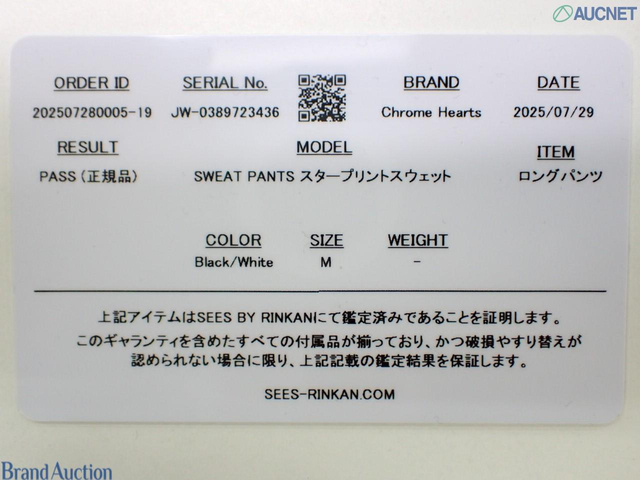 AUCNET
ORDER ID SERIAL No. BRAND DATE
202507280005-19 JW-0389723436 Chrome Hearts 2025/07/29
RESULT MODEL ITEM
PASS(正規品) SWEAT PANTS スタープリントスウェット ロングパンツ
COLOR SIZE WEIGHT
Black/White M -
上記アイテムはSEES BY RINKANにて鑑定済みであることを証明します。
このギャランティを含めたすべての付属品が揃っており、かつ破損やすり替えが
認められない場合に限り、上記記載の鑑定結果を保証します。
SEES-RINKAN.COM
Brand Auction